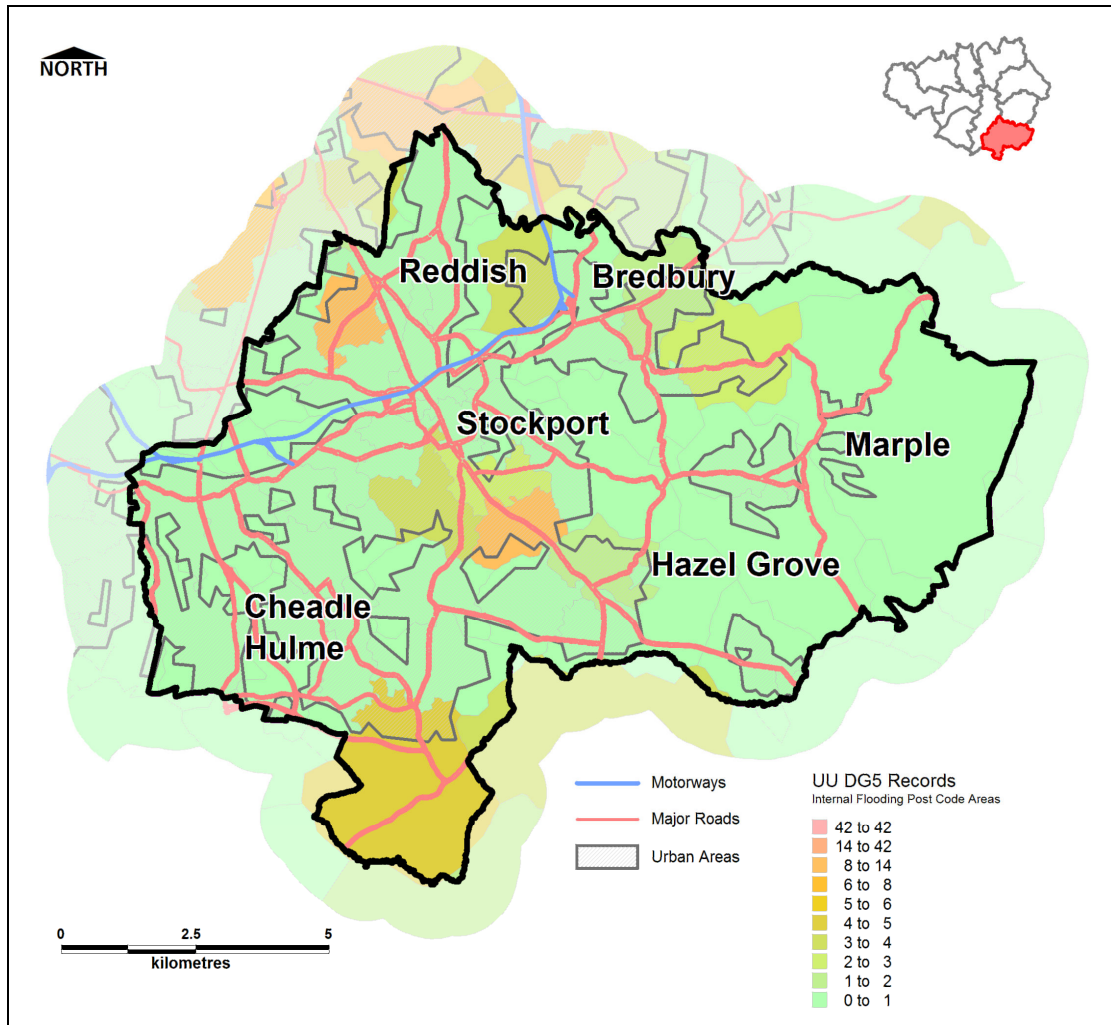 NORTH
Reddish
Bredbury
Stockport
Marple
Hazel Grove
Cheadle
Hulme
Motorways
Major Roads
Urban Areas
UU DG5 Records
Internal Flooding Post Code Areas
42 to 42
14 to 42
8 to 14
6 to 8
5 to 6
4 to 5
3 to 4
2 to 3
1 to 2
0 to 1
0 2.5 5
kilometres